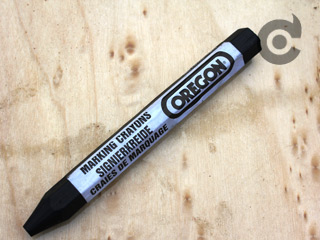 OREGON
MARKING CRAYONS
SIGNIERKREIDE
CRAIES DE MARQUAGE